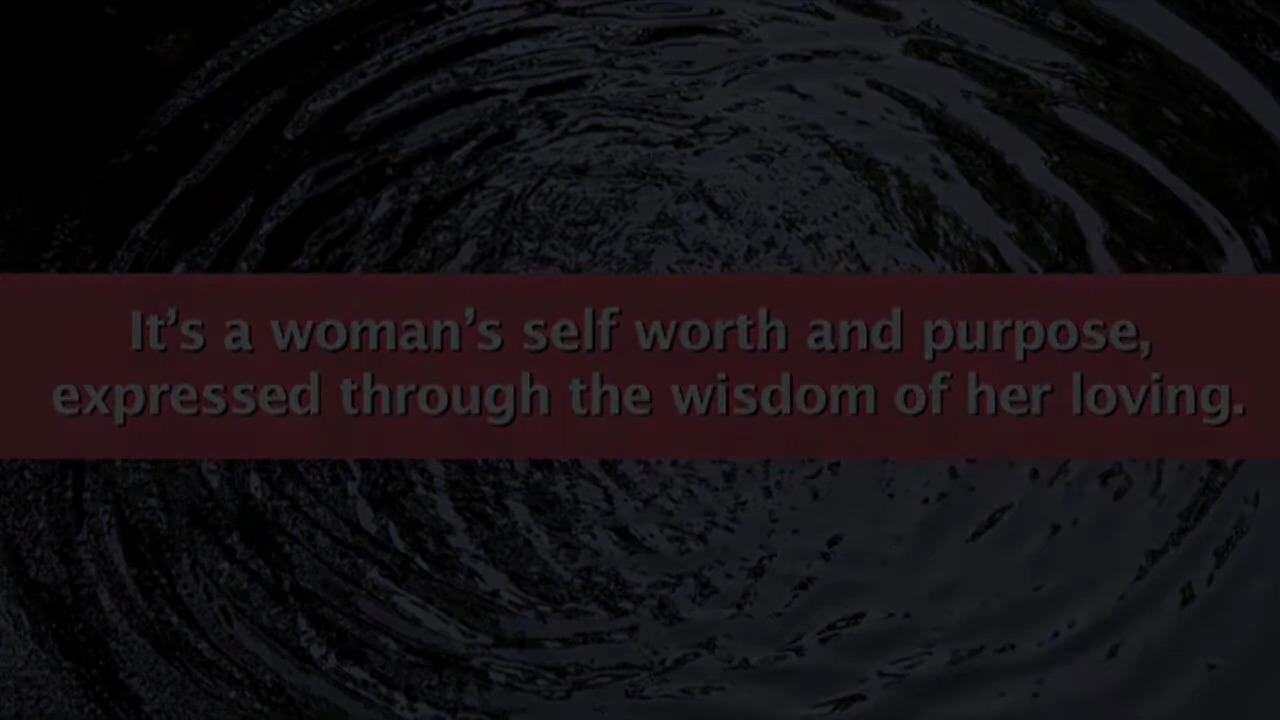 It’s a woman’s self worth and purpose,
expressed through the wisdom of her loving.